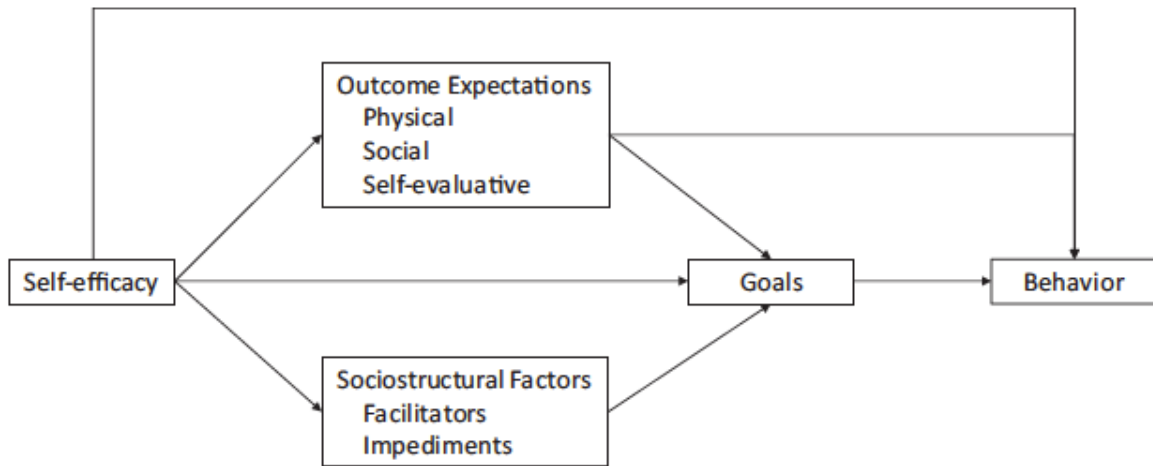 Outcome Expectations
Physical
Social
Self-evaluative
Self-efficacy
Goals
Behavior
Sociostructural Factors
Facilitators
Impediments